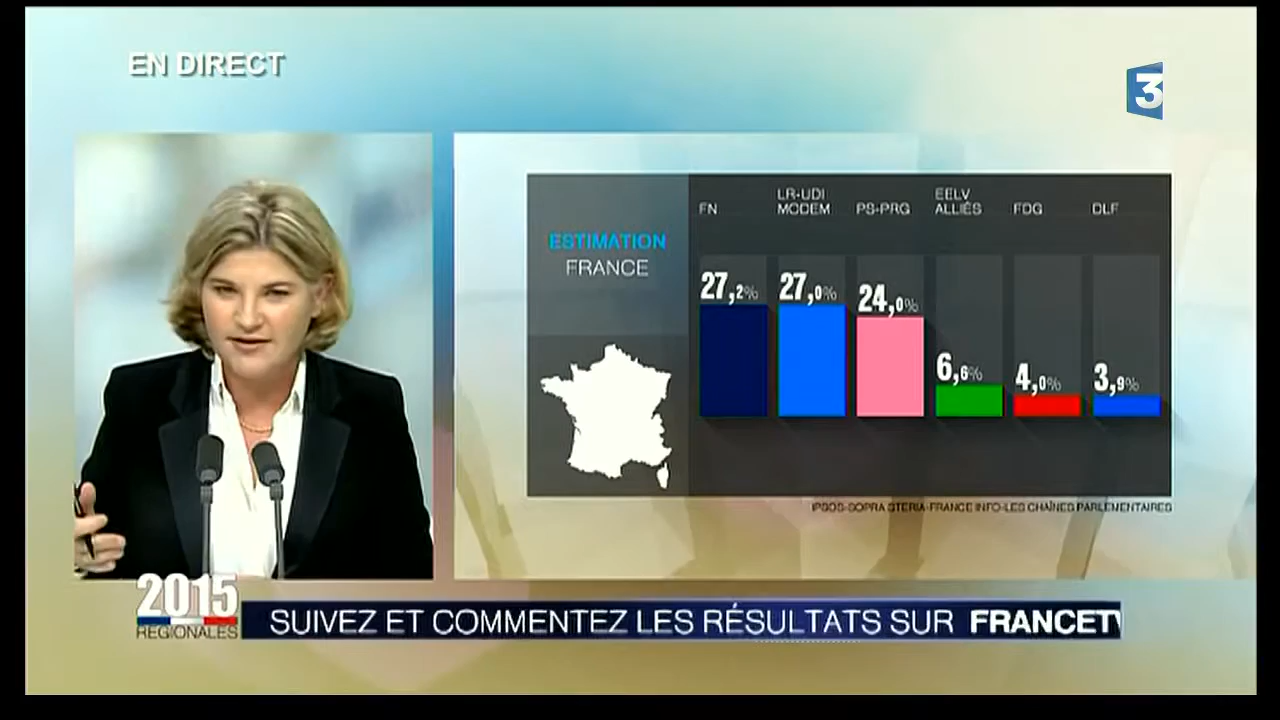 EN DIRECT
3
ESTIMATION
FRANCE
FN
LR-UDI
MODEM
PS-PRG
EELV
ALLIÉS
FDG
DLF
27,2%
27,0%
24,0%
6,6%
4,0%
3,9%
IPSOS-SOPRA STERIA-FRANCE INFO-LES CHAÎNES PARLEMENTAIRES
2015
RÉGIONALES
SUIVEZ ET COMMENTEZ LES RÉSULTATS SUR FRANCETV